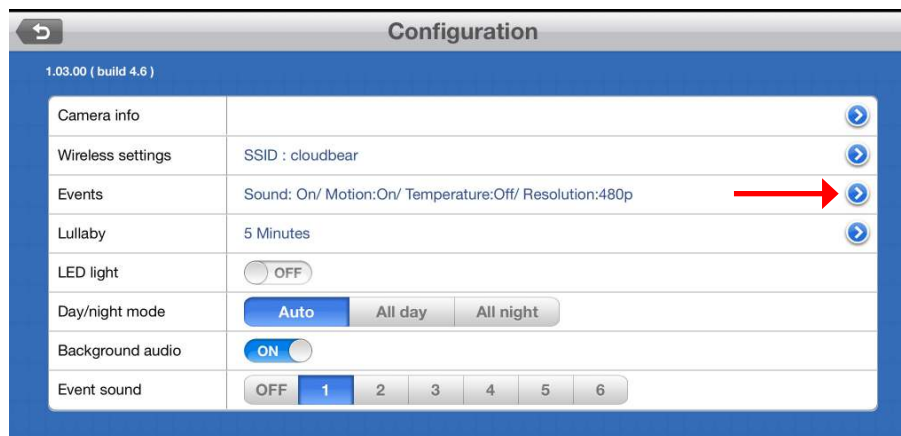 Configuration
1.03.00 ( build 4.6 )
Camera info
Wireless settings SSID : cloudbear
Events Sound: On/ Motion:On/ Temperature:Off/ Resolution:480p
Lullaby 5 Minutes
LED light OFF
Day/night mode Auto All day All night
Background audio ON
Event sound OFF 1 2 3 4 5 6